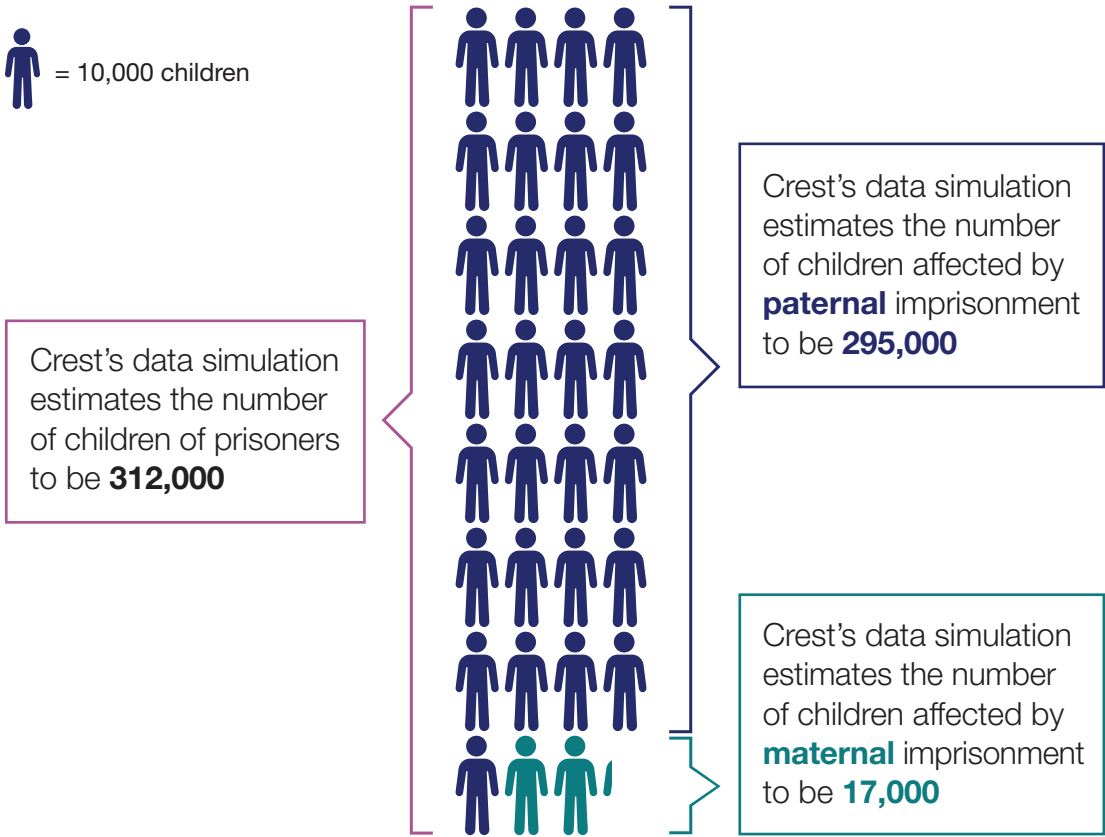 = 10,000 children
Crest’s data simulation
estimates the number
of children of prisoners
to be 312,000
Crest’s data simulation
estimates the number
of children affected by
paternal imprisonment
to be 295,000
Crest’s data simulation
estimates the number
of children affected by
maternal imprisonment
to be 17,000